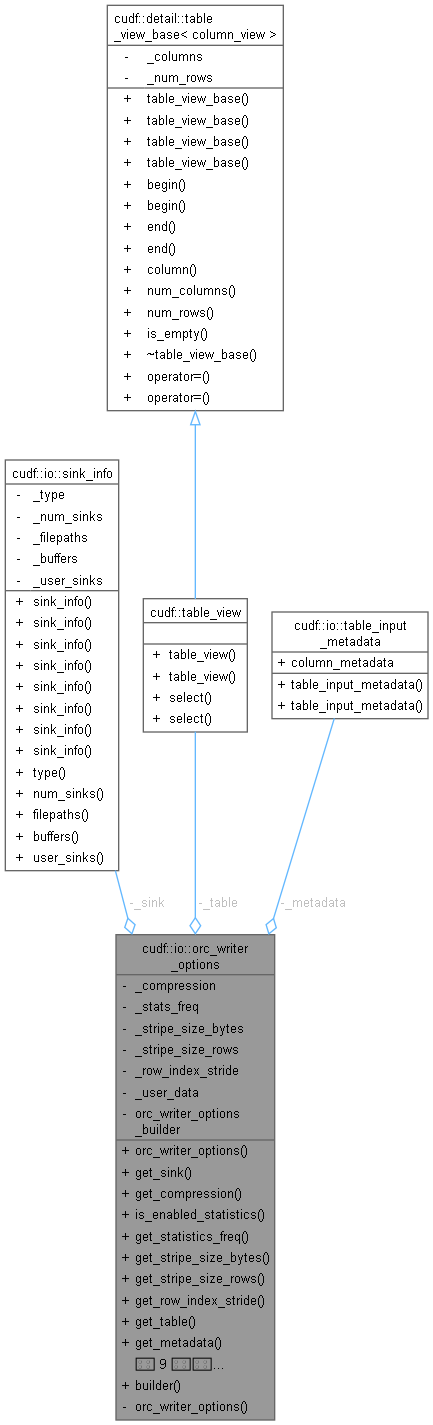 cudf::detail::table
_view_base< column_view >
- _columns
- _num_rows
+ table_view_base()
+ table_view_base()
+ table_view_base()
+ table_view_base()
+ begin()
+ begin()
+ end()
+ end()
+ column()
+ num_columns()
+ num_rows()
+ is_empty()
+ ~table_view_base()
+ operator=()
+ operator=()
cudf::io::sink_info
- _type
- _num_sinks
- _filepaths
- _buffers
- _user_sinks
+ sink_info()
+ sink_info()
+ sink_info()
+ sink_info()
+ sink_info()
+ sink_info()
+ sink_info()
+ sink_info()
+ type()
+ num_sinks()
+ filepaths()
+ buffers()
+ user_sinks()
cudf::table_view
+ table_view()
+ table_view()
+ select()
+ select()
cudf::io::table_input
_metadata
+ column_metadata
+ table_input_metadata()
+ table_input_metadata()
-_sink
-_table
-_metadata
cudf::io::orc_writer
_options
- _compression
- _stats_freq
- _stripe_size_bytes
- _stripe_size_rows
- _row_index_stride
- _user_data
- orc_writer_options
_builder
+ orc_writer_options()
+ get_sink()
+ get_compression()
+ is_enabled_statistics()
+ get_statistics_freq()
+ get_stripe_size_bytes()
+ get_stripe_size_rows()
+ get_row_index_stride()
+ get_table()
+ get_metadata()
9 ...
+ builder()
- orc_writer_options()